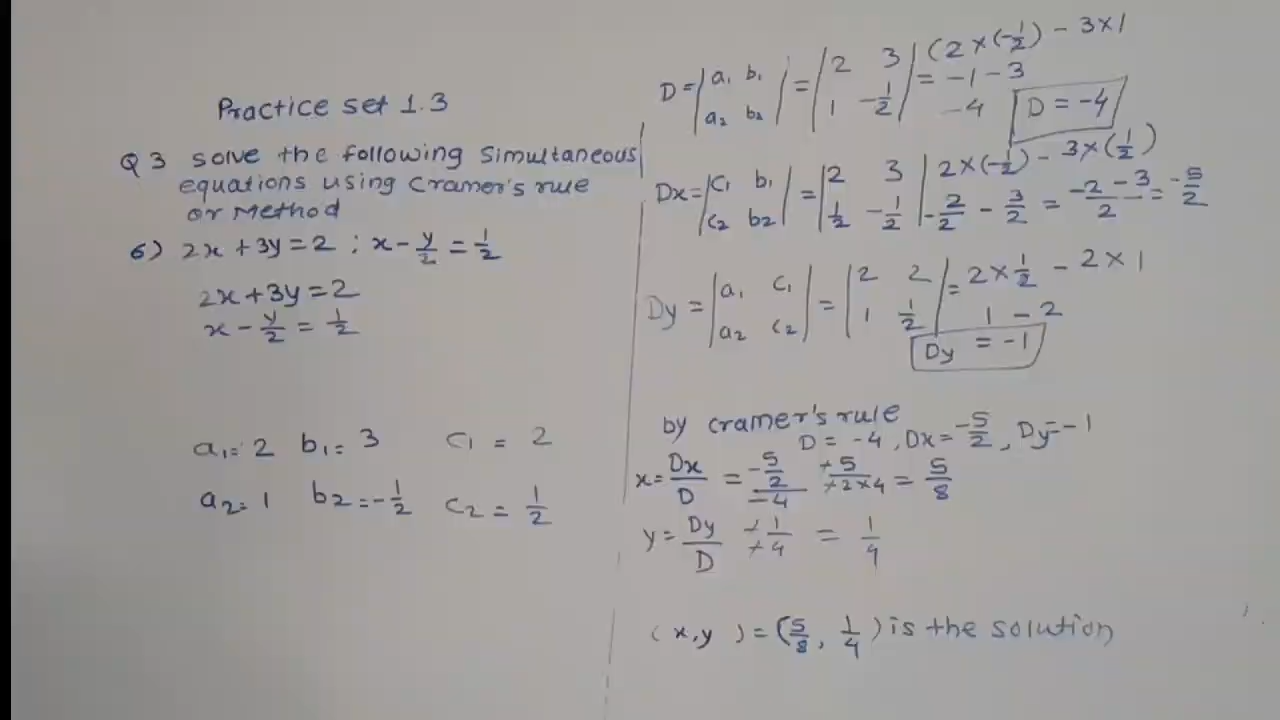 Practice set 1.3
Q 3 solve the following simultaneous
equations using cramer's rule
or Method
6) 2x + 3y = 2 ; x - y/2 = 1/2
2x + 3y = 2
x - y/2 = 1/2
a₁ = 2 b₁ = 3 c₁ = 2
a₂ = 1 b₂ = -1/2 c₂ = 1/2
D = |a₁ b₁| = |2 3| (2 × (-1/2) - 3×1
|a₂ b₂| |1 -1/2| = -1 - 3
-4 D = -4
Dx = |c₁ b₁| = |2 3| 2×(-1/2) - 3×(1/2)
|c₂ b₂| |1/2 -1/2| -2/2 - 3/2 = -2-3/2 = -5/2
Dy = |a₁ c₁| = |2 2| = 2×1/2 - 2×1
|a₂ c₂| |1 1/2| 1 - 2
Dy = -1
by cramer's rule
D = -4, Dx = -5/2, Dy = -1
x = Dx/D = -5/2/-4 +5/+2×4 = 5/8
y = Dy/D +1/+4 = 1/4
(x,y) = (5/8, 1/4) is the solution